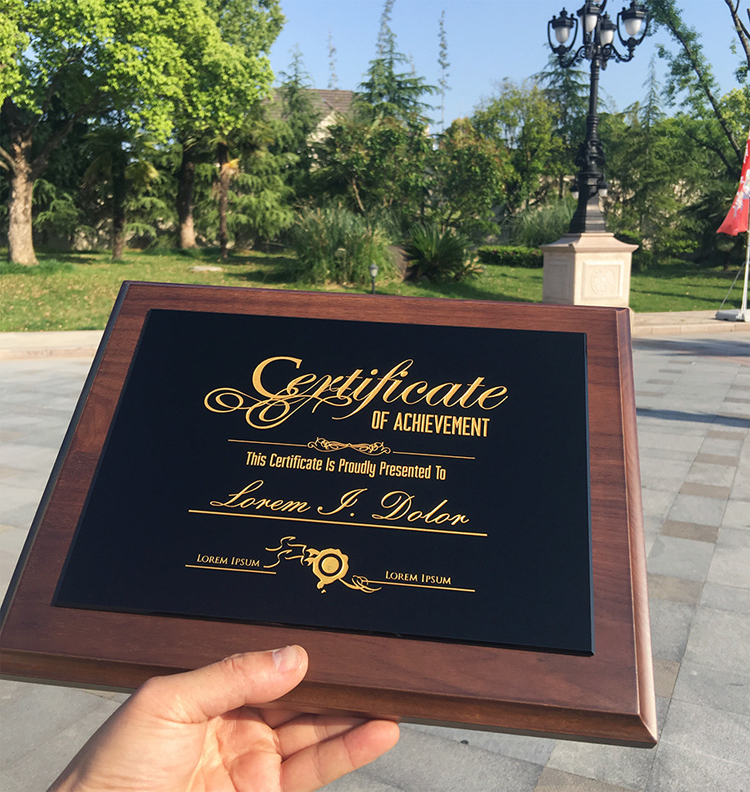 Certificate
OF ACHIEVEMENT
This Certificate Is Proudly Presented To
Lorem I. Dolor
Lorem Ipsum
Lorem Ipsum